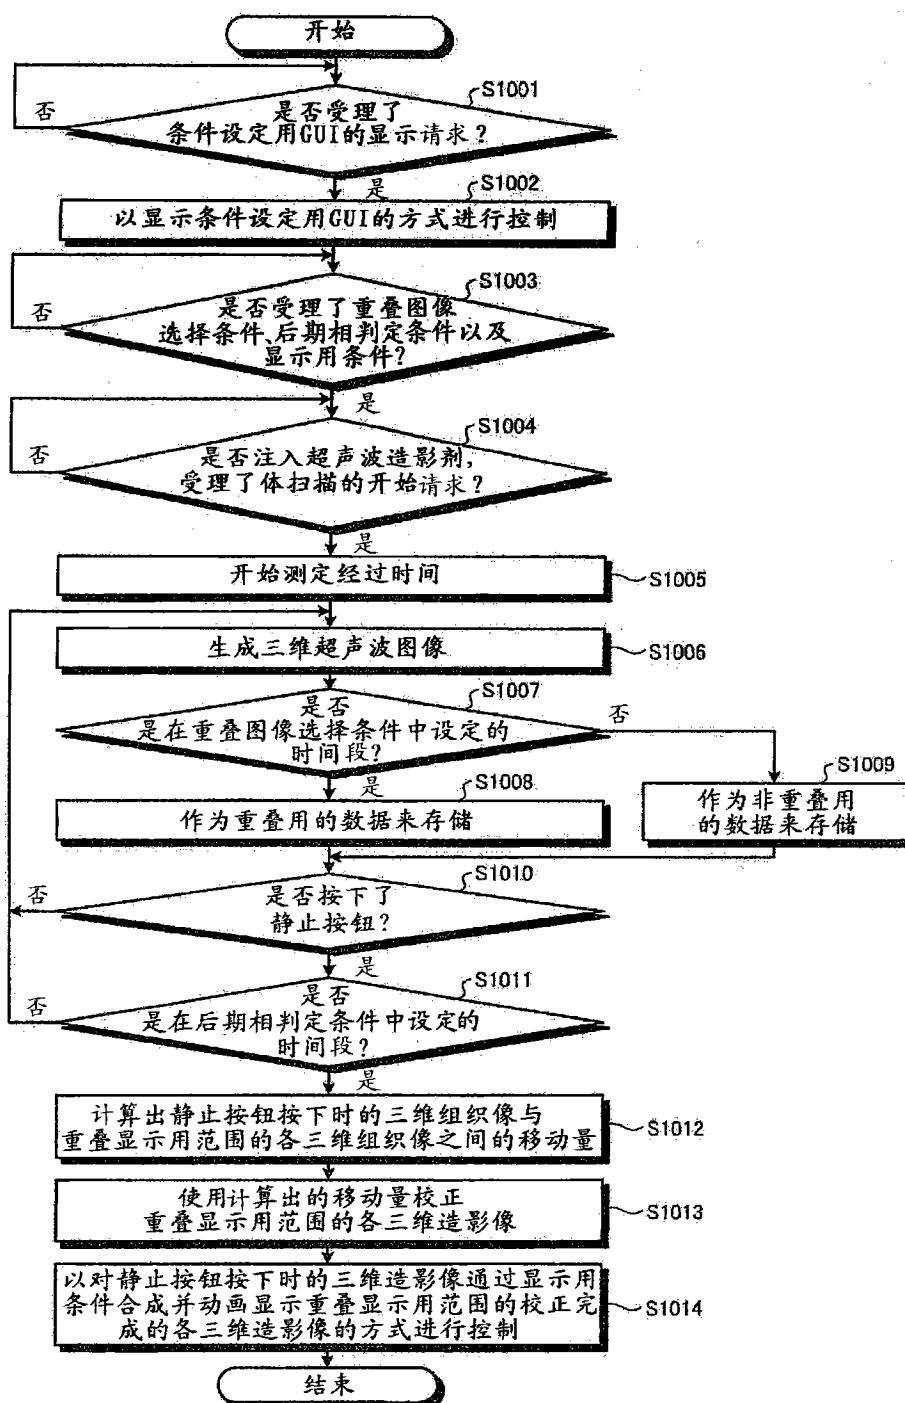 开始
S1001
是否受理了
条件设定用GUI的显示请求?
否
是
S1002
以显示条件设定用GUI的方式进行控制
S1003
是否受理了重叠图像
选择条件、后期相判定条件以及
显示用条件?
否
是
S1004
是否注入超声波造影剂,
受理了体扫描的开始请求?
否
是
开始测定经过时间
S1005
生成三维超声波图像
S1006
S1007
是否
是在重叠图像选择条件中设定的
时间段?
否
是
S1008
作为重叠用的数据来存储
S1009
作为非重叠用
的数据来存储
S1010
是否按下了
静止按钮?
否
是
S1011
是否
是在后期相判定条件中设定的
时间段?
否
是
计算出静止按钮按下时的三维组织像与
重叠显示用范围的各三维组织像之间的移动量
S1012
使用计算出的移动量校正
重叠显示用范围的各三维造影像
S1013
以对静止按钮按下时的三维造影像通过显示用
条件合成并动画显示重叠显示用范围的校正完
成的各三维造影像的方式进行控制
S1014
结束